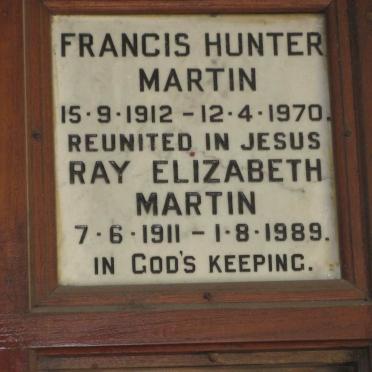 FRANCIS HUNTER
MARTIN
15·9·1912 – 12·4·1970.
REUNITED IN JESUS
RAY ELIZABETH
MARTIN
7·6·1911 – 1·8·1989.
IN GOD'S KEEPING.